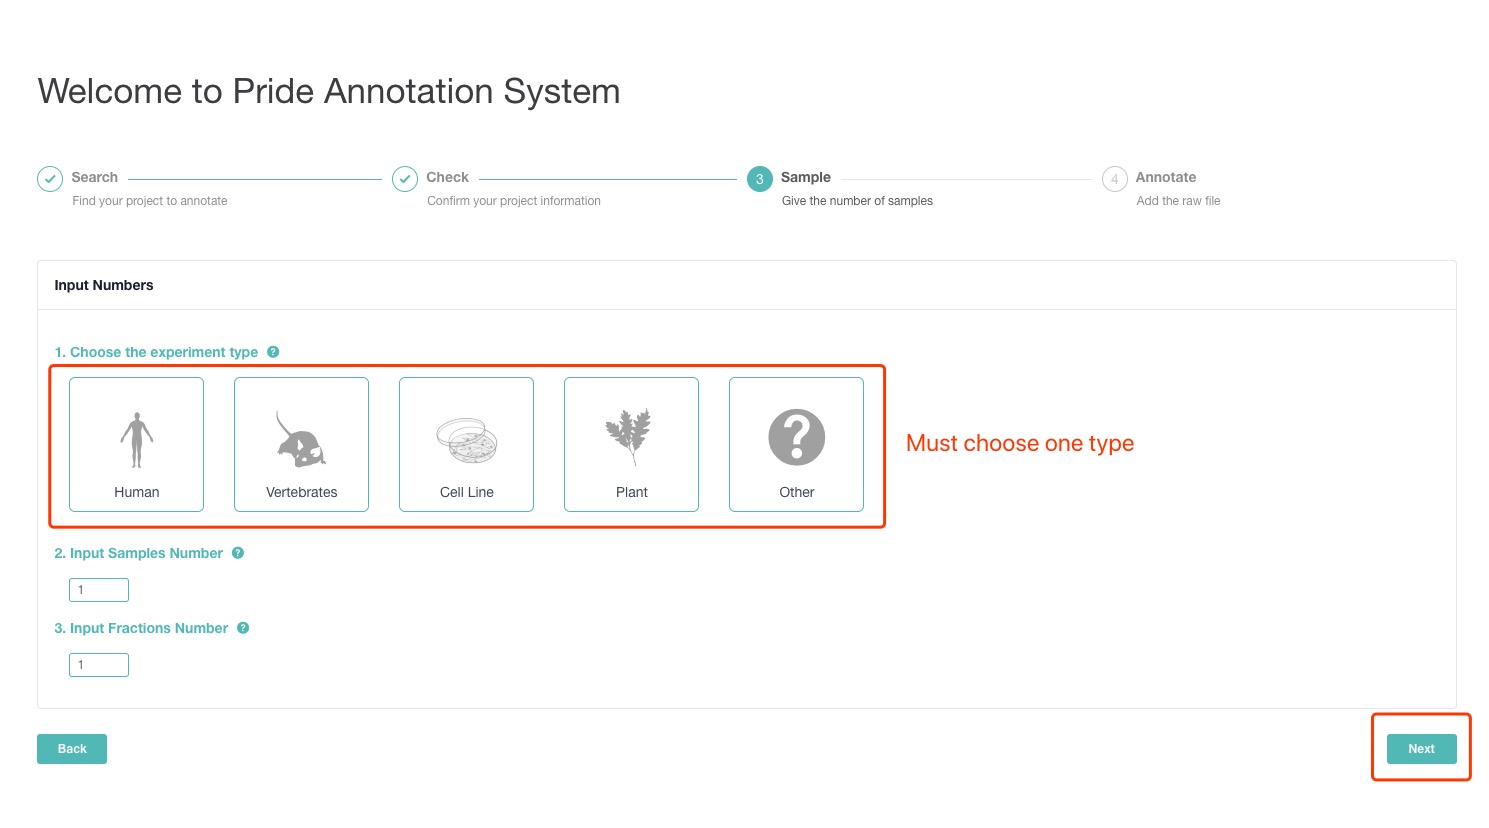 Welcome to Pride Annotation System
Search
Find your project to annotate
Check
Confirm your project information
3 Sample
Give the number of samples
4 Annotate
Add the raw file
Input Numbers
1. Choose the experiment type ?
Human
Vertebrates
Cell Line
Plant
?
Other
Must choose one type
2. Input Samples Number ?
1
3. Input Fractions Number ?
1
Back
Next